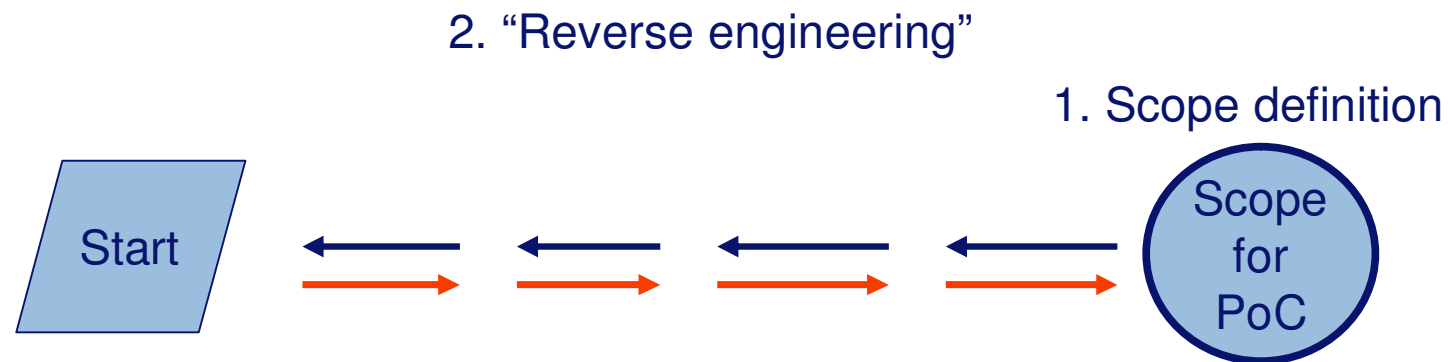 2. “Reverse engineering”
1. Scope definition
Start
Scope
for
PoC